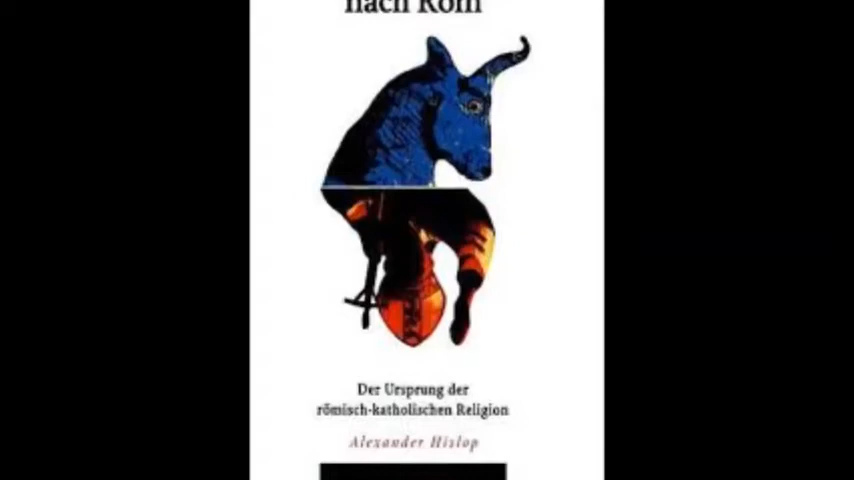 nach Rom
Der Ursprung der
römisch-katholischen Religion
Alexander Hislop